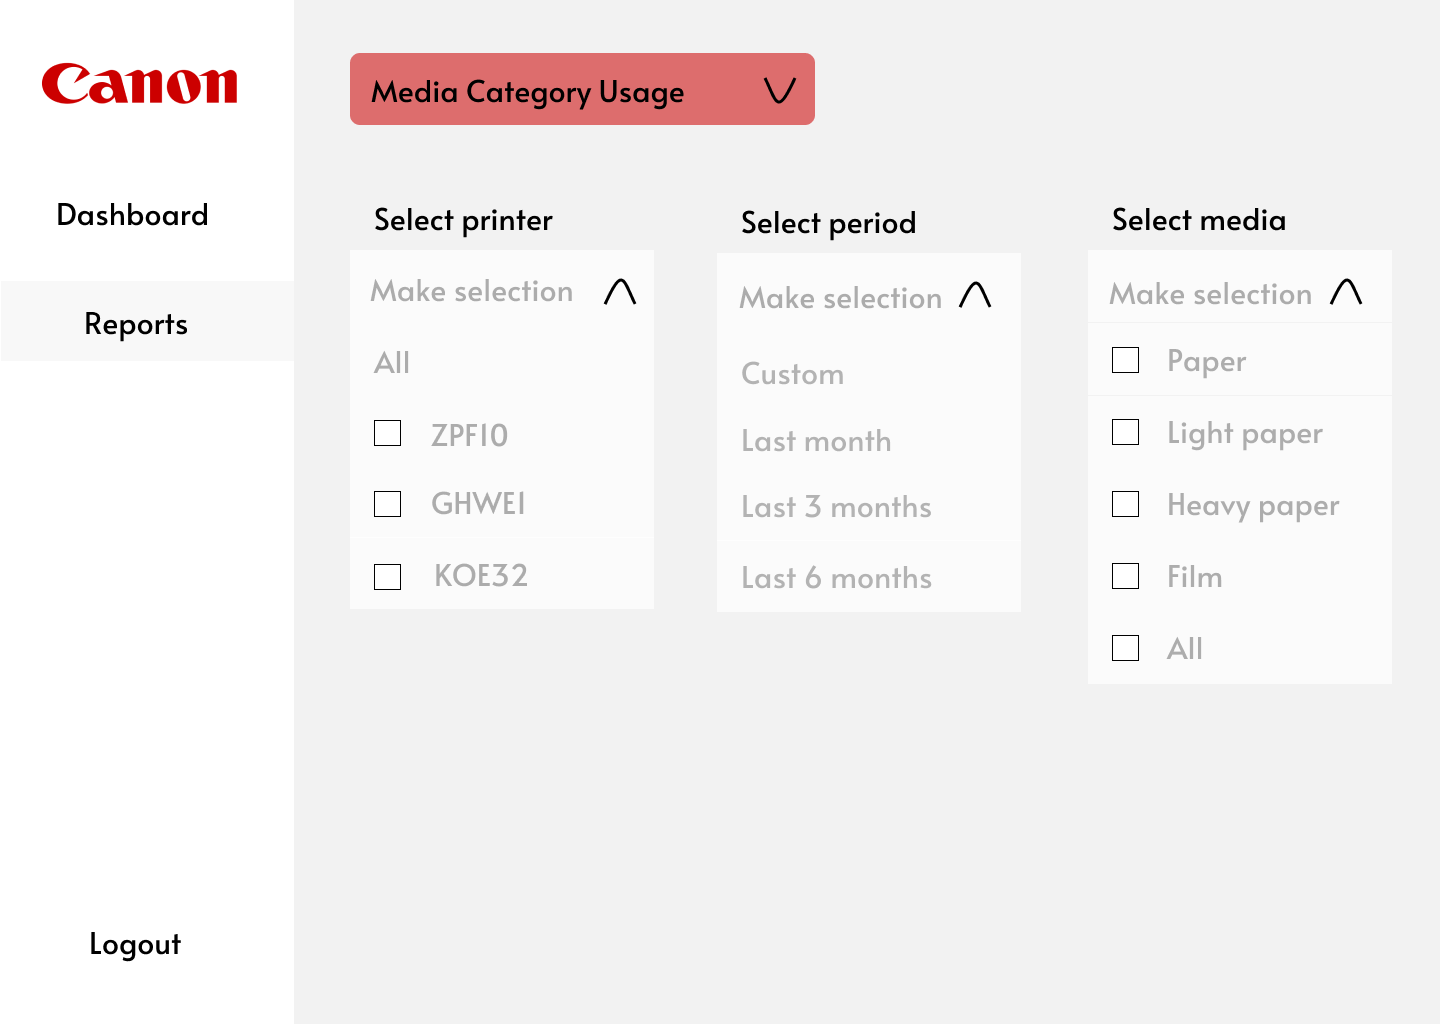 Canon
Dashboard
Reports
Logout
Media Category Usage
Select printer
Make selection
All
ZPF10
GHWE1
KOE32
Select period
Make selection
Custom
Last month
Last 3 months
Last 6 months
Select media
Make selection
Paper
Light paper
Heavy paper
Film
All